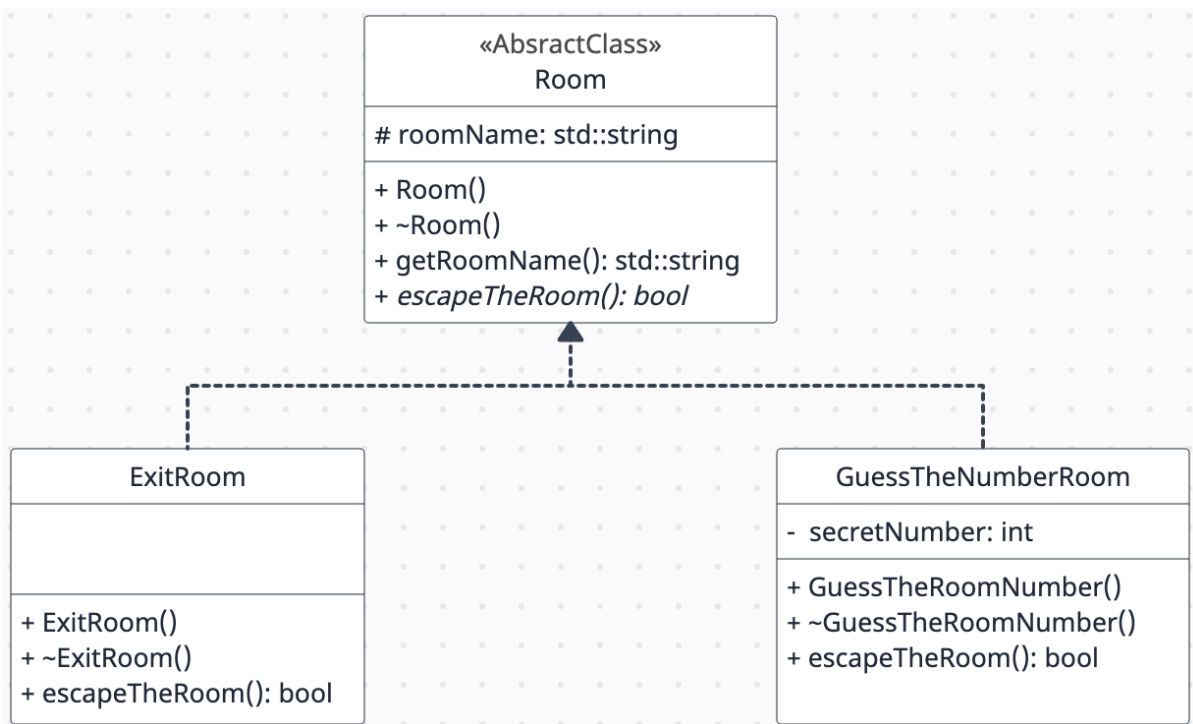 «AbsractClass»
Room
# roomName: std::string
+ Room()
+ ~Room()
+ getRoomName(): std::string
+ escapeTheRoom(): bool
ExitRoom
+ ExitRoom()
+ ~ExitRoom()
+ escapeTheRoom(): bool
GuessTheNumberRoom
- secretNumber: int
+ GuessTheRoomNumber()
+ ~GuessTheRoomNumber()
+ escapeTheRoom(): bool